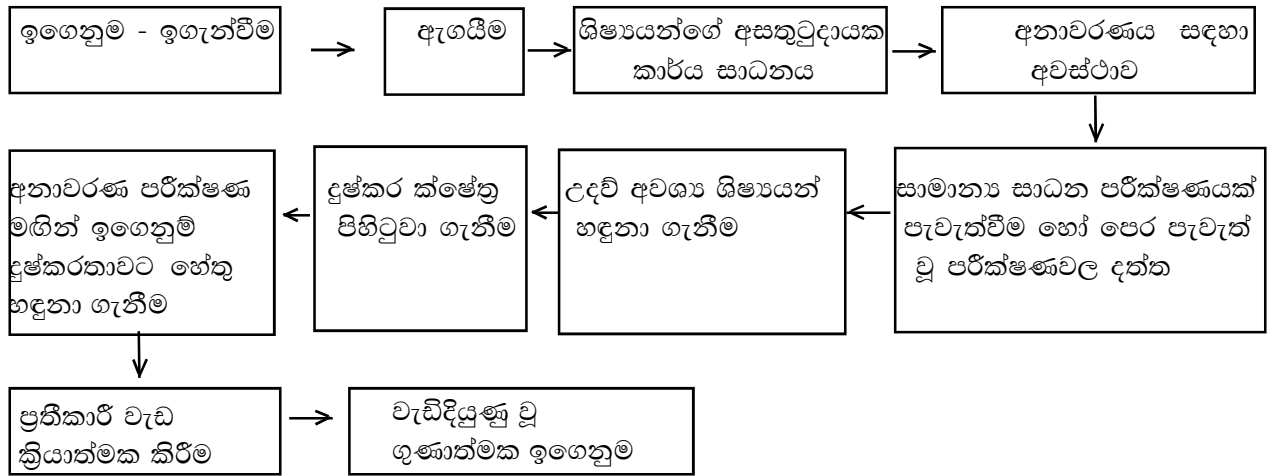 ඉගෙනුම - ඉගැන්වීම
ඇගයීම
ශිෂ්‍යයන්ගේ අසතුටුදායක
කාර්ය සාධනය
අනාවරණය සඳහා
අවස්ථාව
සාමාන්‍ය සාධන පරීක්ෂණයක්
පැවැත්වීම හෝ පෙර පැවැත්
වූ පරීක්ෂණවල දත්ත
උදව් අවශ්‍ය ශිෂ්‍යයන්
හඳුනා ගැනීම
දුෂ්කර ක්ෂේත්‍ර
පිහිටුවා ගැනීම
අනාවරණ පරීක්ෂණ
මඟින් ඉගෙනුම්
දුෂ්කරතාවට හේතු
හඳුනා ගැනීම
ප්‍රතිකාරී වැඩ
ක්‍රියාත්මක කිරීම
වැඩිදියුණු වූ
ගුණාත්මක ඉගෙනුම